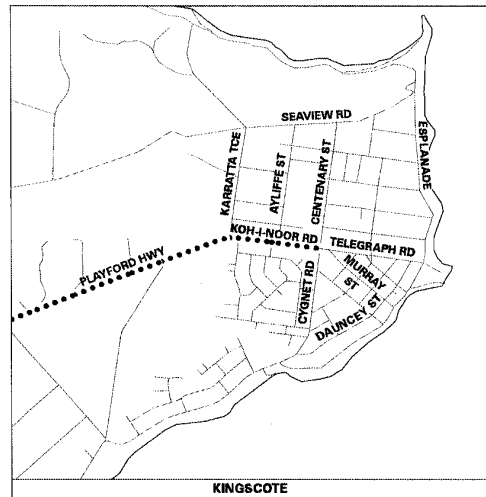 SEAVIEW RD
ESPLANADE
KARRATTA TCE
AYLIFFE ST
CENTENARY ST
KOH-I-NOOR RD
TELEGRAPH RD
PLAYFORD HWY
MURRAY
ST
CYGNET RD
DAUNCEY ST
KINGSCOTE